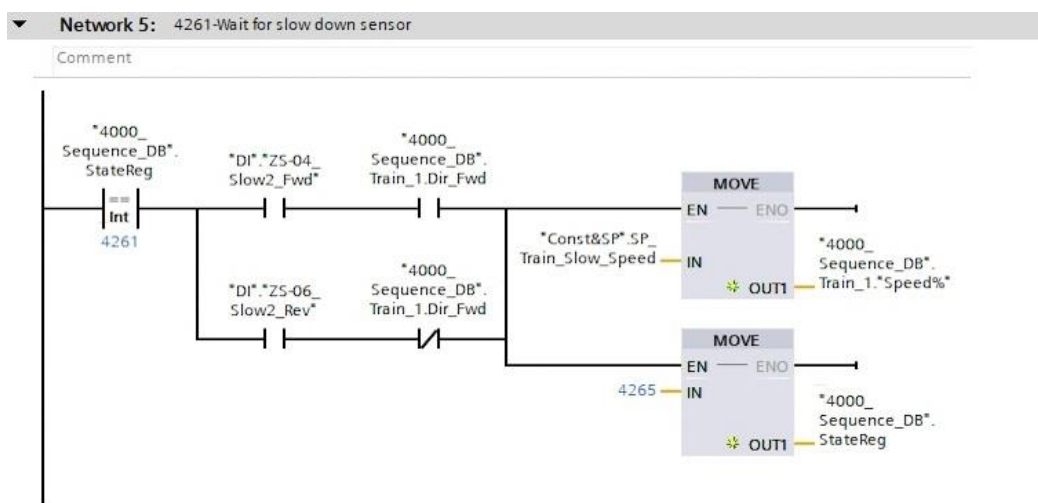 Network 5: 4261-Wait for slow down sensor
Comment
"4000_
Sequence_DB".
StateReg
==
Int
4261
"DI"."ZS-04_
Slow2_Fwd"
"4000_
Sequence_DB".
Train_1.Dir_Fwd
"DI"."ZS-06_
Slow2_Rev"
"4000_
Sequence_DB".
Train_1.Dir_Fwd
MOVE
EN
ENO
"Const&SP".SP_
Train_Slow_Speed
IN
OUT1
"4000_
Sequence_DB".
Train_1."Speed%"
MOVE
EN
ENO
4265
IN
OUT1
"4000_
Sequence_DB".
StateReg